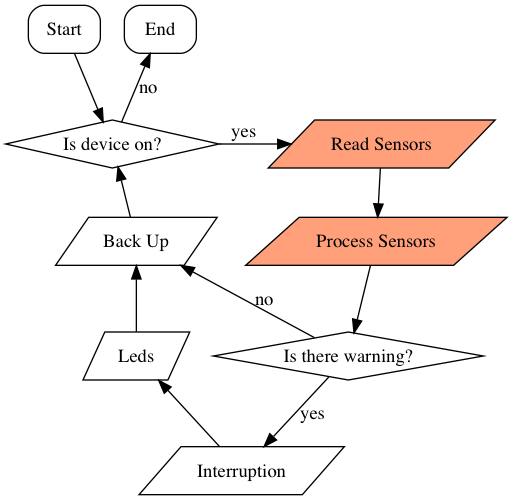 Start
End
no
Is device on?
yes
Read Sensors
Back Up
Process Sensors
no
Leds
Is there warning?
yes
Interruption